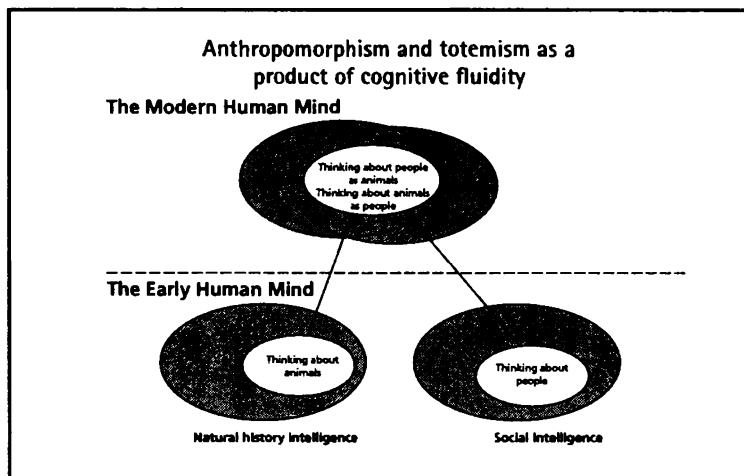 Anthropomorphism and totemism as a
product of cognitive fluidity
The Modern Human Mind
Thinking about people
as animals
Thinking about animals
as people
The Early Human Mind
Thinking about
animals
Thinking about
people
Natural history intelligence
Social intelligence